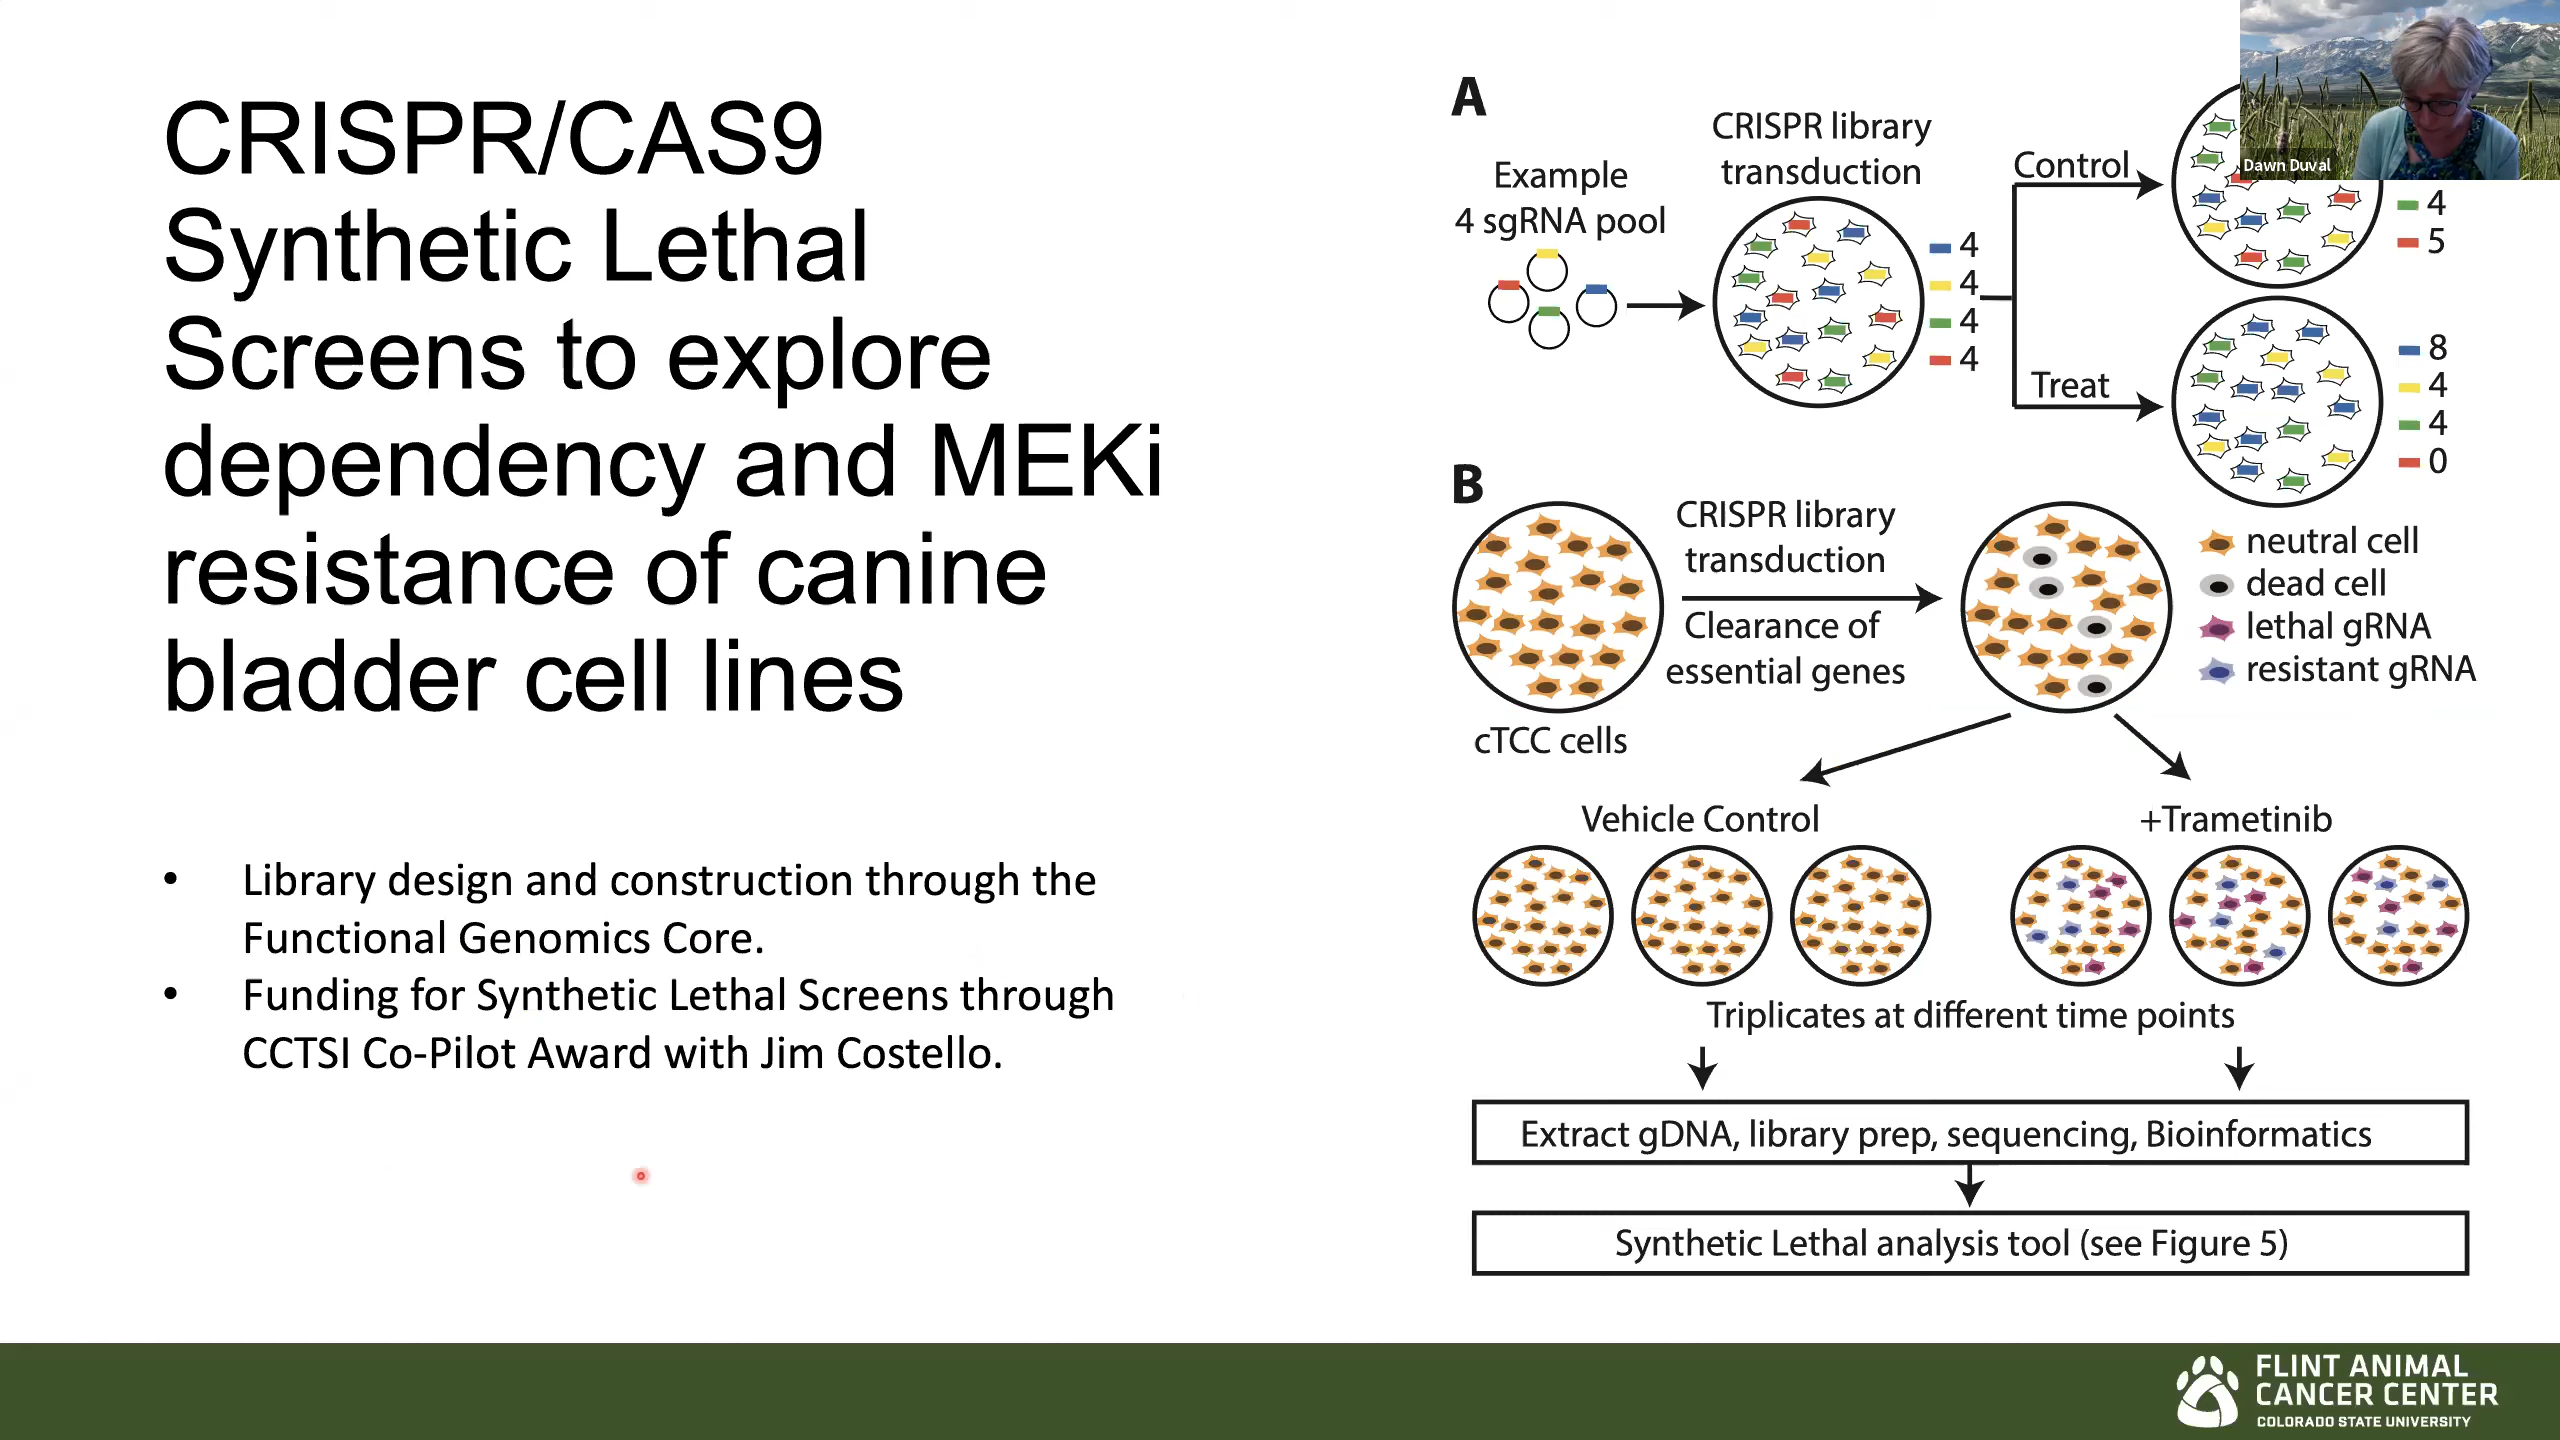 CRISPR/CAS9
Synthetic Lethal
Screens to explore
dependency and MEKi
resistance of canine
bladder cell lines
• Library design and construction through the
Functional Genomics Core.
• Funding for Synthetic Lethal Screens through
CCTSI Co-Pilot Award with Jim Costello.
A
Example
4 sgRNA pool
CRISPR library
transduction
4
4
4
4
Control
4
5
Treat
8
4
4
0
Dawn Duval
B
CRISPR library
transduction
Clearance of
essential genes
cTCC cells
neutral cell
dead cell
lethal gRNA
resistant gRNA
Vehicle Control
+Trametinib
Triplicates at different time points
Extract gDNA, library prep, sequencing, Bioinformatics
Synthetic Lethal analysis tool (see Figure 5)
FLINT ANIMAL
CANCER CENTER
COLORADO STATE UNIVERSITY